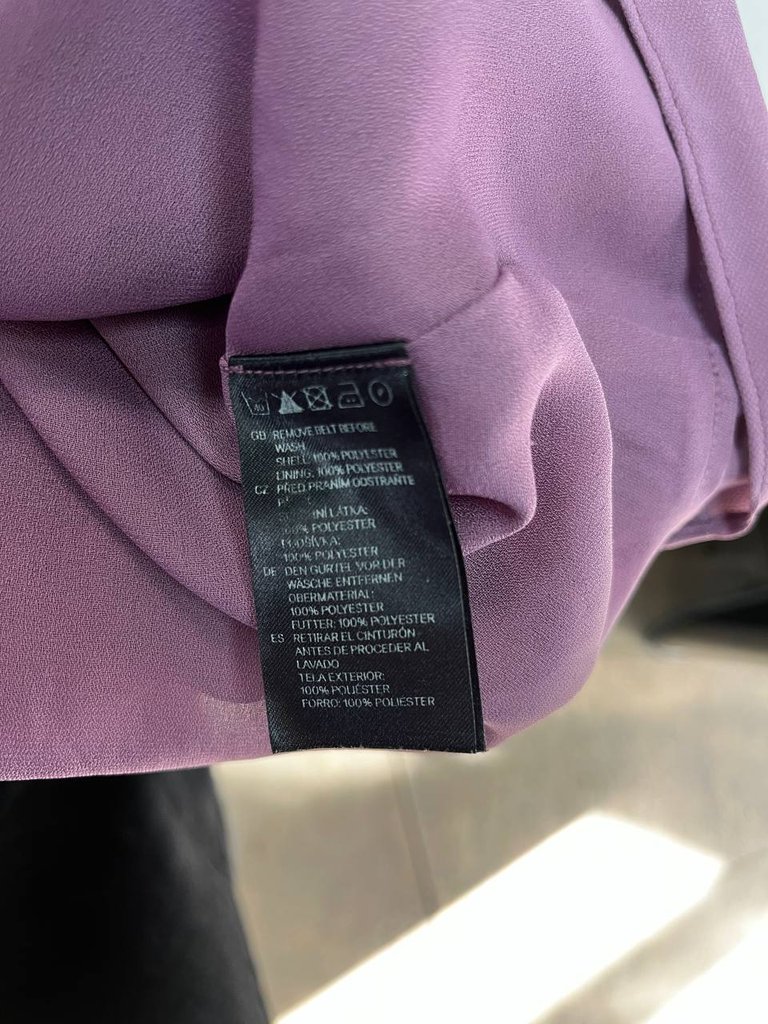 40
GB REMOVE BELT BEFORE
WASH
SHELL: 100% POLYESTER
LINING: 100% POLYESTER
CZ PŘED PRANÍM ODSTRAŇTE
LÁTKA:
POLYESTER
PODŠÍVKA:
100% POLYESTER
DE DEN GÜRTEL VOR DER
WÄSCHE ENTFERNEN
OBERMATERIAL:
100% POLYESTER
FUTTER: 100% POLYESTER
ES RETIRAR EL CINTURÓN
ANTES DE PROCEDER AL
LAVADO
TELA EXTERIOR:
100% POLIÉSTER
FORRO: 100% POLIÉSTER